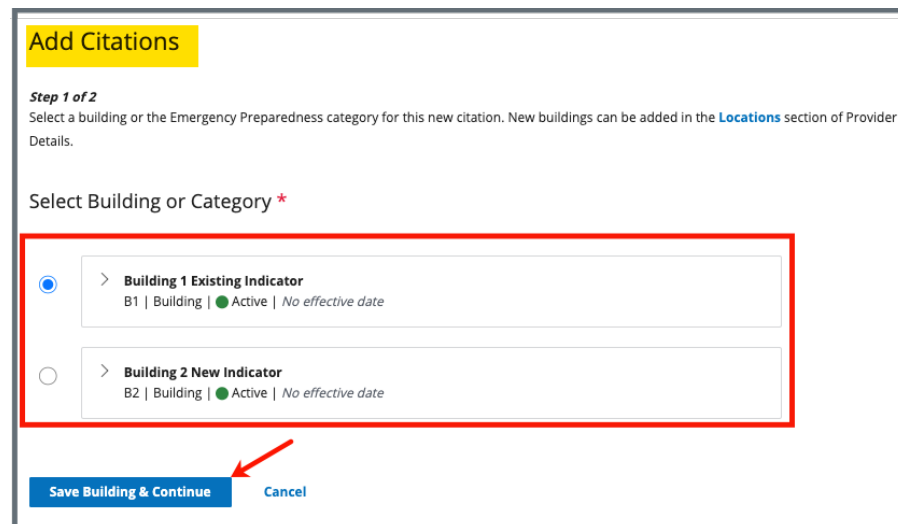 Add Citations
Step 1 of 2
Select a building or the Emergency Preparedness category for this new citation. New buildings can be added in the Locations section of Provider
Details.
Select Building or Category *
Building 1 Existing Indicator
B1 | Building | Active | No effective date
Building 2 New Indicator
B2 | Building | Active | No effective date
Save Building & Continue Cancel